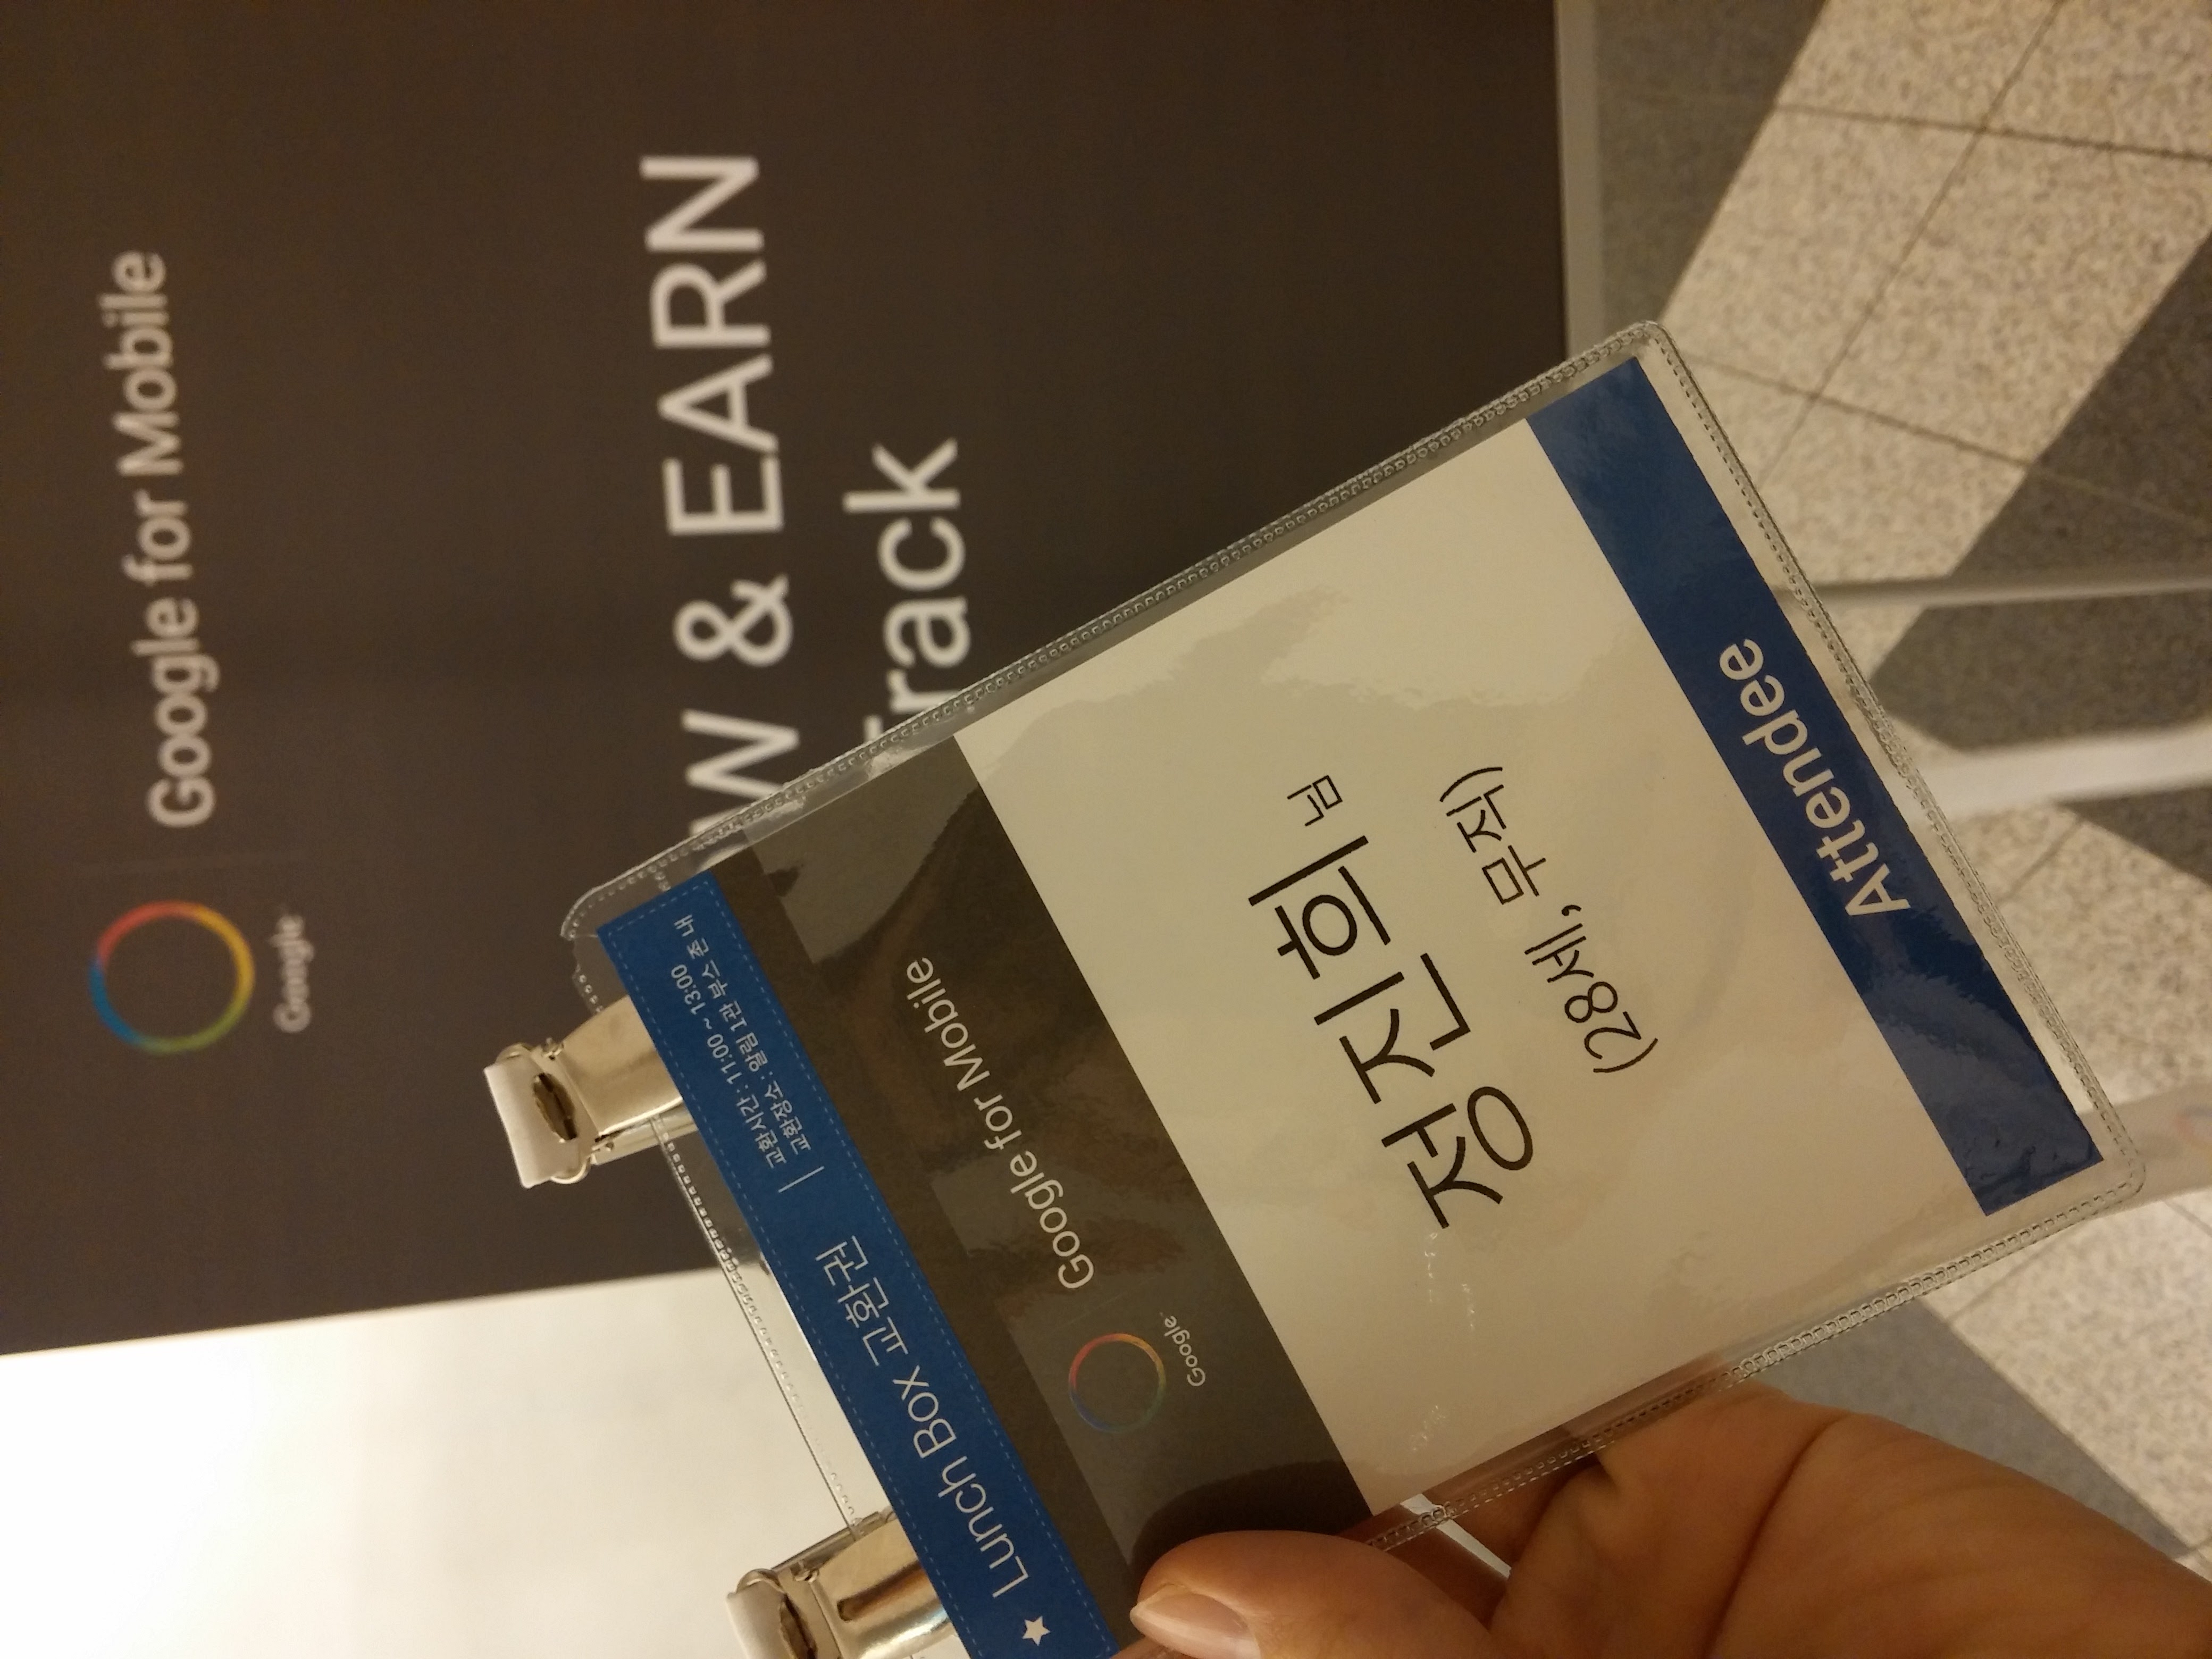 Google for Mobile
Google
W & EARN
Track
★ Lunch Box 교환권
교환시간 : 11:00 ~ 13:00
교환장소 : 알림 1관 부스 존 내
Google for Mobile
Google
정진희 님
(28세, 무직)
Attendee